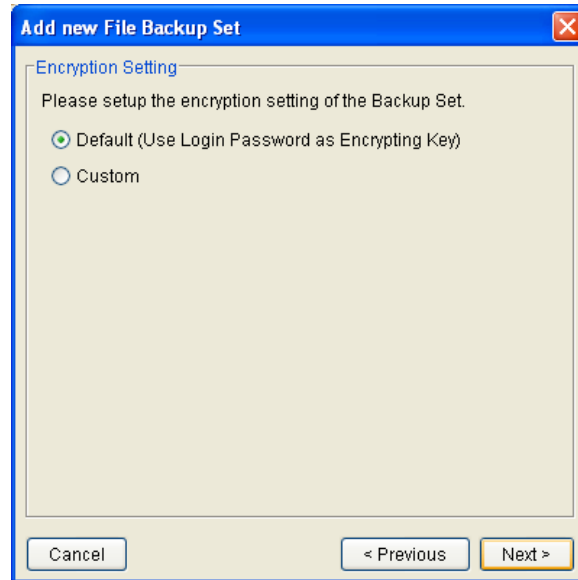 Add new File Backup Set
Encryption Setting
Please setup the encryption setting of the Backup Set.
Default (Use Login Password as Encrypting Key)
Custom
Cancel
< Previous
Next >